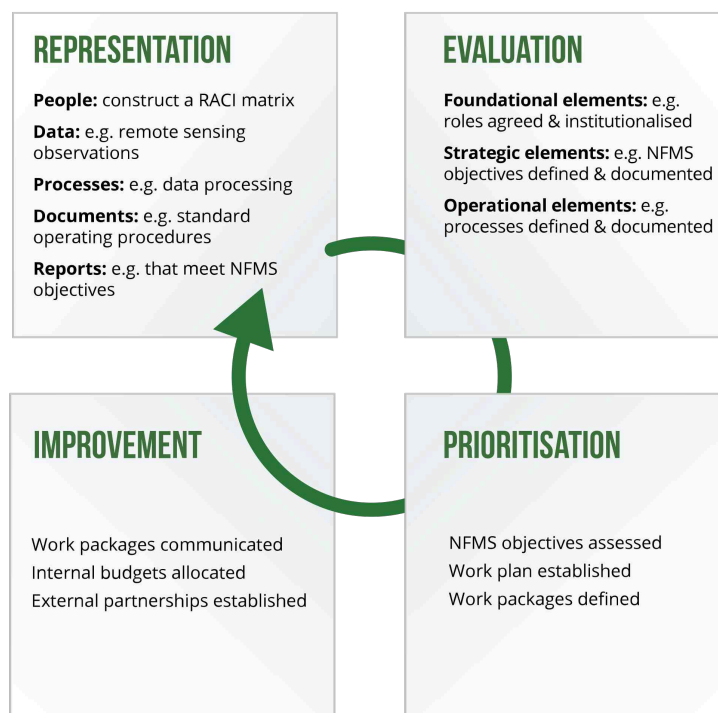 REPRESENTATION
People: construct a RACI matrix
Data: e.g. remote sensing
observations
Processes: e.g. data processing
Documents: e.g. standard
operating procedures
Reports: e.g. that meet NFMS
objectives
EVALUATION
Foundational elements: e.g.
roles agreed & institutionalised
Strategic elements: e.g. NFMS
objectives defined & documented
Operational elements: e.g.
processes defined & documented
IMPROVEMENT
Work packages communicated
Internal budgets allocated
External partnerships established
PRIORITISATION
NFMS objectives assessed
Work plan established
Work packages defined